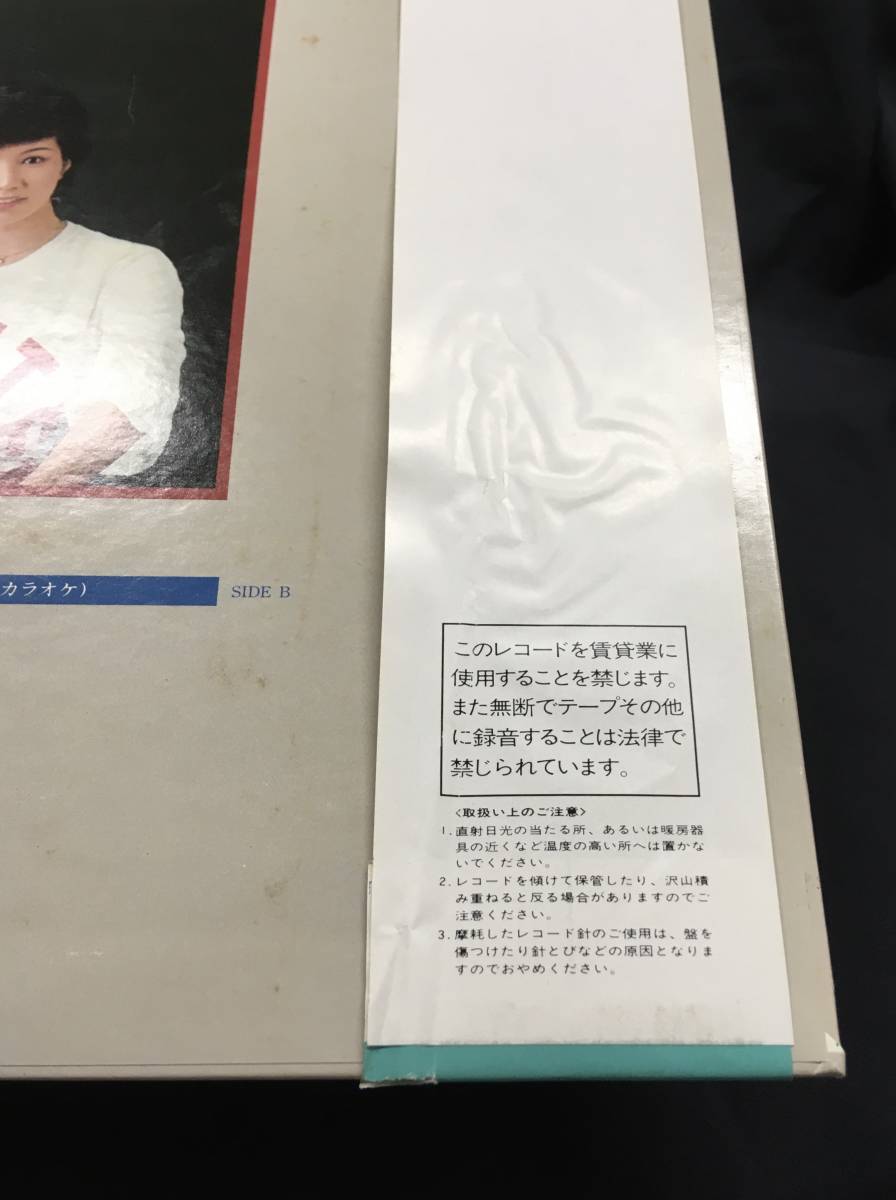 カラオケ）
SIDE B
このレコードを賃貸業に
使用することを禁じます。
また無断でテープその他
に録音することは法律で
禁じられています。
〈取扱い上のご注意〉
1. 直射日光の当たる所、あるいは暖房器
具の近くなど温度の高い所へは置かな
いでください。
2. レコードを傾けて保管したり、沢山積
み重ねると反る場合がありますのでご
注意ください。
3. 摩耗したレコード針のご使用は、盤を
傷つけたり針とびなどの原因となりま
すのでおやめください。